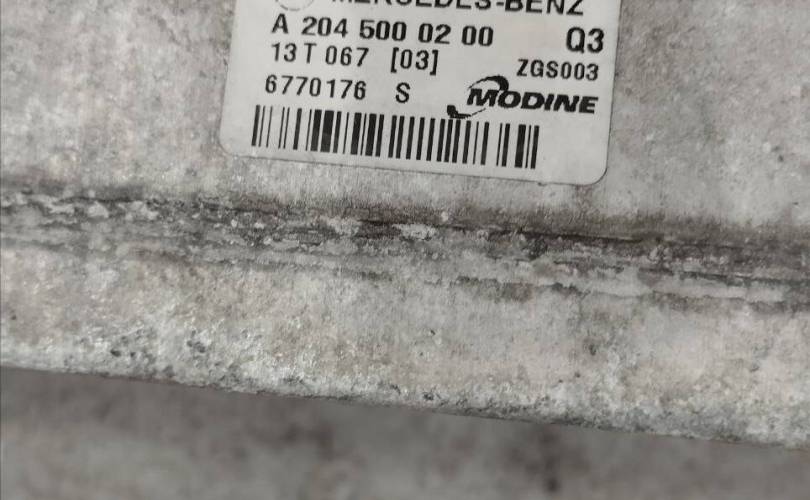 MERCEDES-BENZ
A 204 500 02 00 Q3
13 T 067 [03] ZGS003
6770176 S MODINE